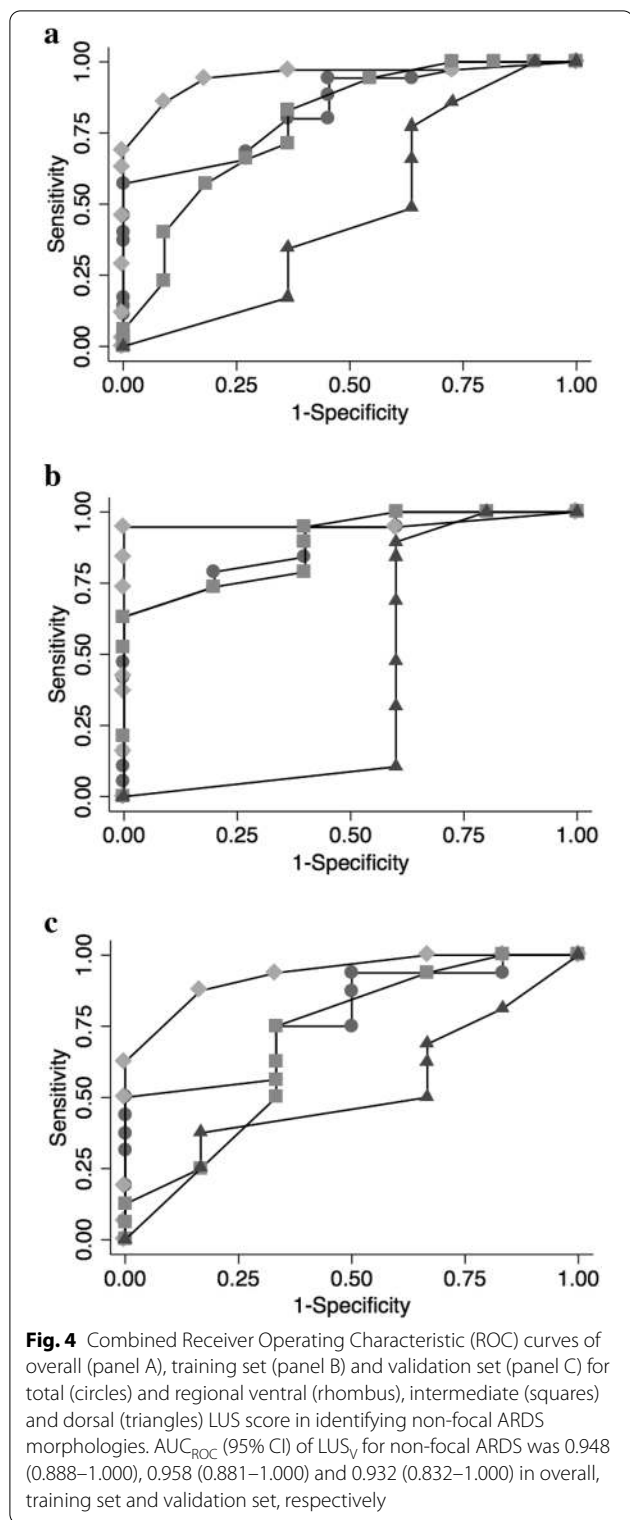 a
1.00
0.75
0.50
0.25
0.00
Sensitivity
0.00 0.25 0.50 0.75 1.00
1-Specificity
b
1.00
0.75
0.50
0.25
0.00
Sensitivity
0.00 0.25 0.50 0.75 1.00
1-Specificity
c
1.00
0.75
0.50
0.25
0.00
Sensitivity
0.00 0.25 0.50 0.75 1.00
1-Specificity
Fig. 4 Combined Receiver Operating Characteristic (ROC) curves of
overall (panel A), training set (panel B) and validation set (panel C) for
total (circles) and regional ventral (rhombus), intermediate (squares)
and dorsal (triangles) LUS score in identifying non-focal ARDS
morphologies. AUC_ROC (95% CI) of LUS_V for non-focal ARDS was 0.948
(0.888–1.000), 0.958 (0.881–1.000) and 0.932 (0.832–1.000) in overall,
training set and validation set, respectively